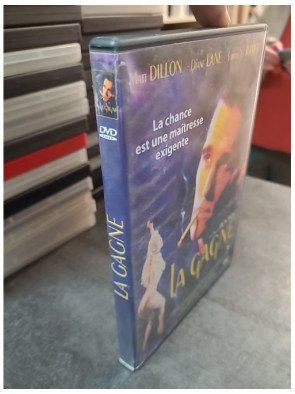 MATT DILLON - DIANE LANE -
La chance
est une maîtresse
exigente
LA GAGNE
DVD
LA GAGNE